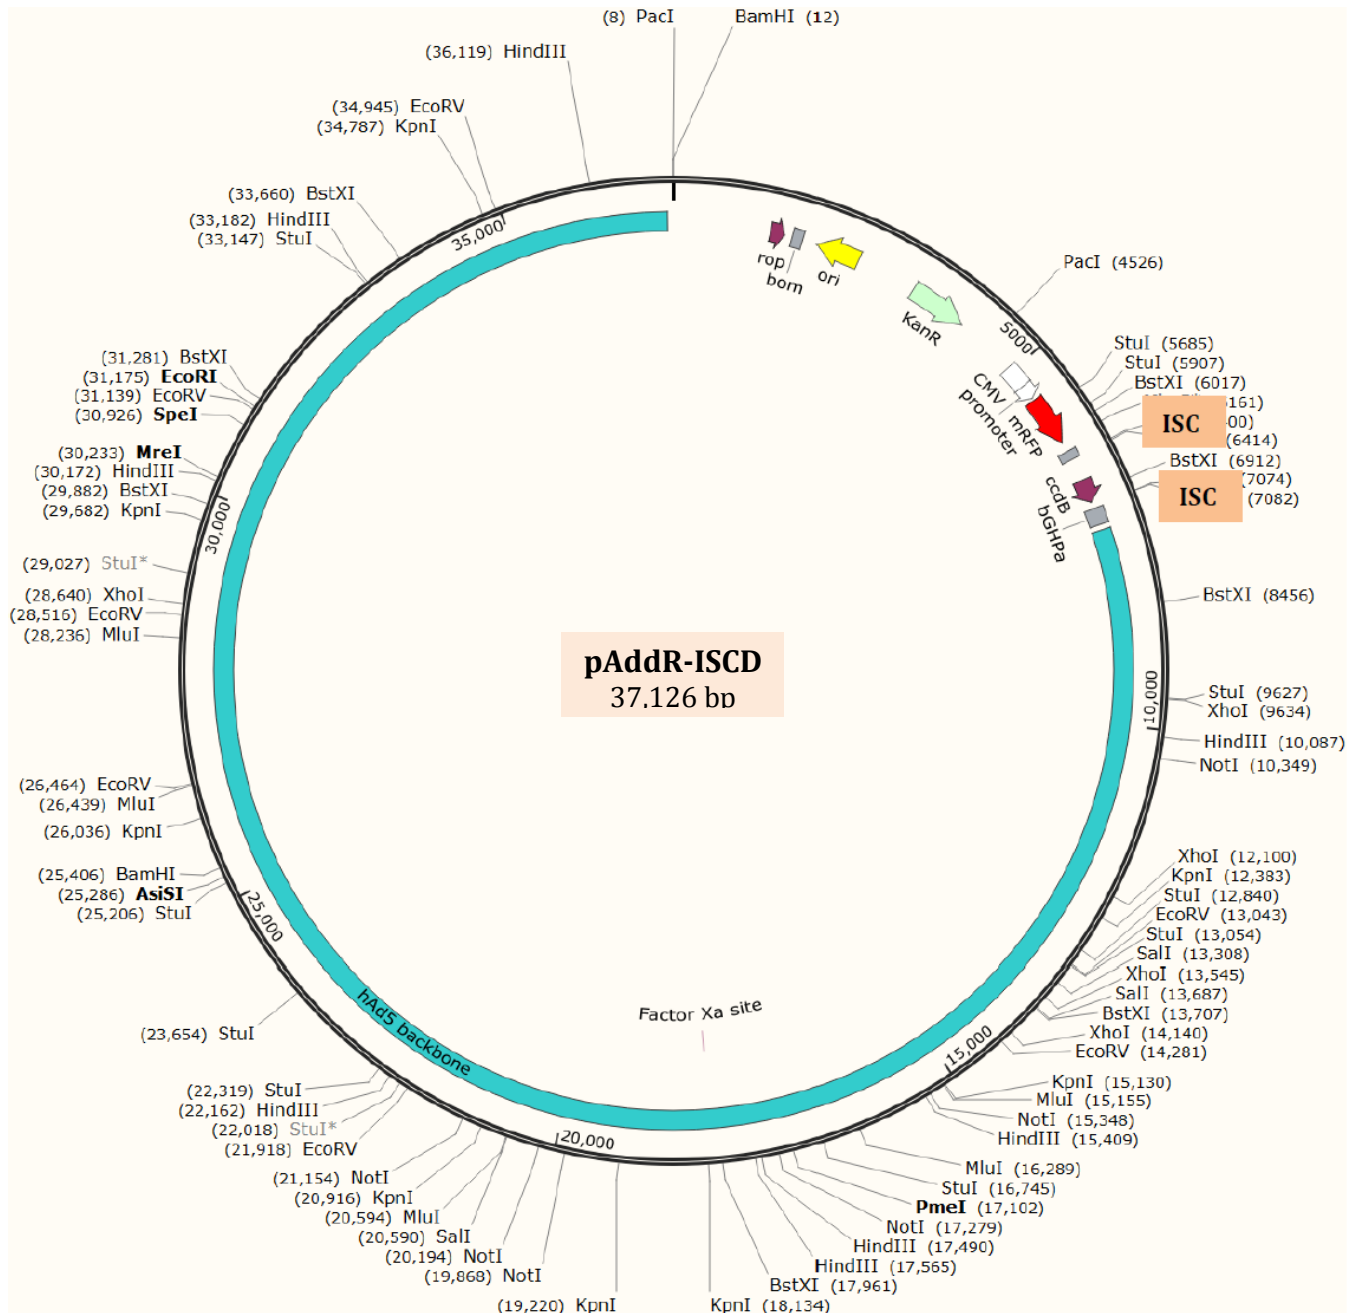 (8) PacI
BamHI (12)
(36,119) HindIII
(34,945) EcoRV
(34,787) KpnI
(33,660) BstXI
(33,182) HindIII
(33,147) StuI
35,000
rop
bom
ori
KanR
PacI (4526)
5000
StuI (5685)
StuI (5907)
BstXI (6017)
6161)
ISC
00)
(6414)
BstXI (6912)
(7074)
ISC
(7082)
CMV
promoter
mRFP
ccdB
bGHPa
(31,281) BstXI
(31,175) EcoRI
(31,139) EcoRV
(30,926) SpeI
(30,233) MreI
(30,172) HindIII
(29,882) BstXI
(29,682) KpnI
30,000
(29,027) StuI*
(28,640) XhoI
(28,516) EcoRV
(28,236) MluI
BstXI (8456)
pAddR-ISCD
37.126 bp
StuI (9627)
XhoI (9634)
10,000
HindIII (10,087)
NotI (10,349)
(26,464) EcoRV
(26,439) MluI
(26,036) KpnI
(25,406) BamHI
(25,286) AsiSI
(25,206) StuI
25,000
XhoI (12,100)
KpnI (12,383)
StuI (12,840)
EcoRV (13,043)
StuI (13,054)
SalI (13,308)
XhoI (13,545)
SalI (13,687)
BstXI (13,707)
XhoI (14,140)
EcoRV (14,281)
Factor Xa site
hAd5 backbone
15,000
(23,654) StuI
KpnI (15,130)
MluI (15,155)
NotI (15,348)
HindIII (15,409)
(22,319) StuI
(22,162) HindIII
(22,018) StuI*
(21,918) EcoRV
20,000
(21,154) NotI
(20,916) KpnI
(20,594) MluI
(20,590) SalI
(20,194) NotI
(19,868) NotI
(19,220) KpnI
MluI (16,289)
StuI (16,745)
PmeI (17,102)
NotI (17,279)
HindIII (17,490)
HindIII (17,565)
BstXI (17,961)
KpnI (18,134)